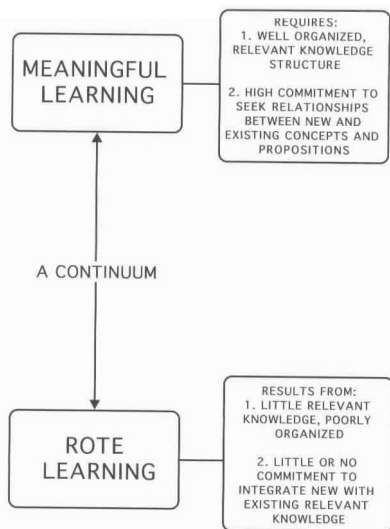 MEANINGFUL
LEARNING
REQUIRES:
1. WELL ORGANIZED,
RELEVANT KNOWLEDGE
STRUCTURE
2. HIGH COMMITMENT TO
SEEK RELATIONSHIPS
BETWEEN NEW AND
EXISTING CONCEPTS AND
PROPOSITIONS
A CONTINUUM
ROTE
LEARNING
RESULTS FROM:
1. LITTLE RELEVANT
KNOWLEDGE, POORLY
ORGANIZED
2. LITTLE OR NO
COMMITMENT TO
INTEGRATE NEW WITH
EXISTING RELEVANT
KNOWLEDGE